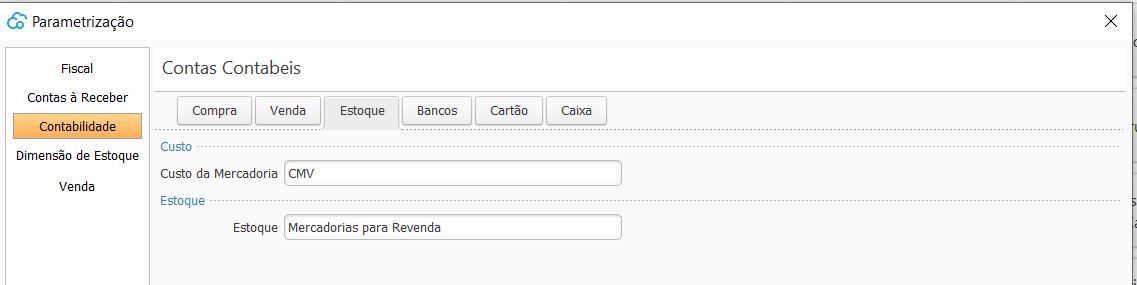 Parametrização
Fiscal
Contas à Receber
Contabilidade
Dimensão de Estoque
Venda
Contas Contabeis
Compra Venda Estoque Bancos Cartão Caixa
Custo
Custo da Mercadoria CMV
Estoque
Estoque Mercadorias para Revenda